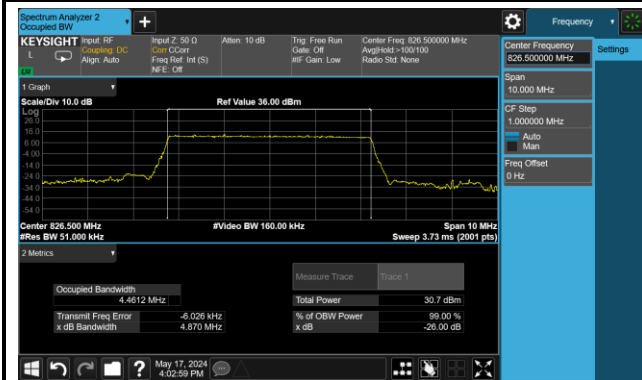 Spectrum Analyzer 2
Occupied BW
Frequency
KEYSIGHT
L
Input: RF
Coupling: DC
Align: Auto
Input Z: 50 Ω
Corr CCorr
Freq Ref: Int (S)
NFE: Off
Atten: 10 dB
Trig: Free Run
Gate: Off
#IF Gain: Low
Center Freq: 826.500000 MHz
Avg|Hold:>100/100
Radio Std: None
Center Frequency
826.500000 MHz
Settings
Span
10.000 MHz
CF Step
1.000000 MHz
Auto
Man
Freq Offset
0 Hz
1 Graph
Scale/Div 10.0 dB
Ref Value 36.00 dBm
Log
26.0
16.0
6.00
-4.00
-14.0
-24.0
-34.0
-44.0
-54.0
Center 826.500 MHz
#Video BW 160.00 kHz
Span 10 MHz
#Res BW 51.000 kHz
Sweep 3.73 ms (2001 pts)
2 Metrics
Measure Trace
Trace 1
Occupied Bandwidth
4.4612 MHz
Total Power
30.7 dBm
Transmit Freq Error
-6.026 kHz
% of OBW Power
99.00 %
x dB Bandwidth
4.870 MHz
x dB
-26.00 dB
May 17, 2024
4:02:59 PM